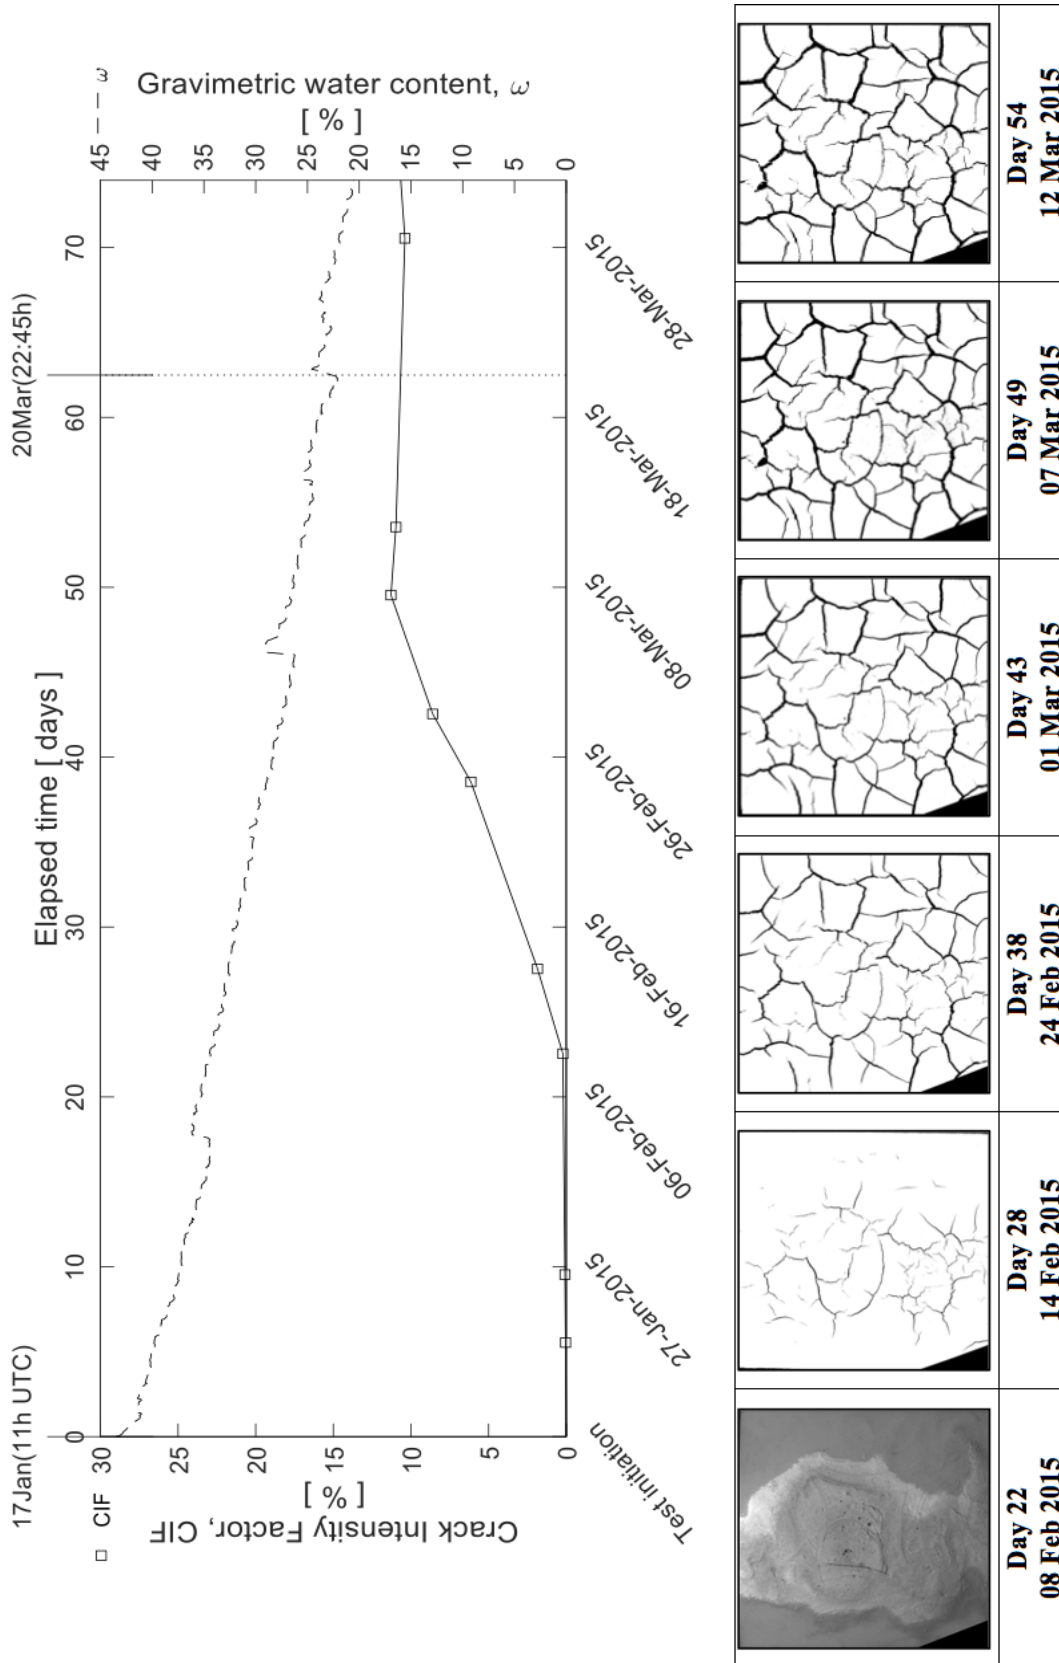 17Jan(11h UTC)
20Mar(22:45h)
Elapsed time [ days ]
0
10
20
30
40
50
60
70
□ CIF
— — ω
Crack Intensity Factor, CIF
[ % ]
30
25
20
15
10
5
0
Gravimetric water content, ω
[ % ]
45
40
35
30
25
20
15
10
5
0
Test initiation
27-Jan-2015
06-Feb-2015
16-Feb-2015
26-Feb-2015
08-Mar-2015
18-Mar-2015
28-Mar-2015
Day 22
08 Feb 2015
Day 28
14 Feb 2015
Day 38
24 Feb 2015
Day 43
01 Mar 2015
Day 49
07 Mar 2015
Day 54
12 Mar 2015